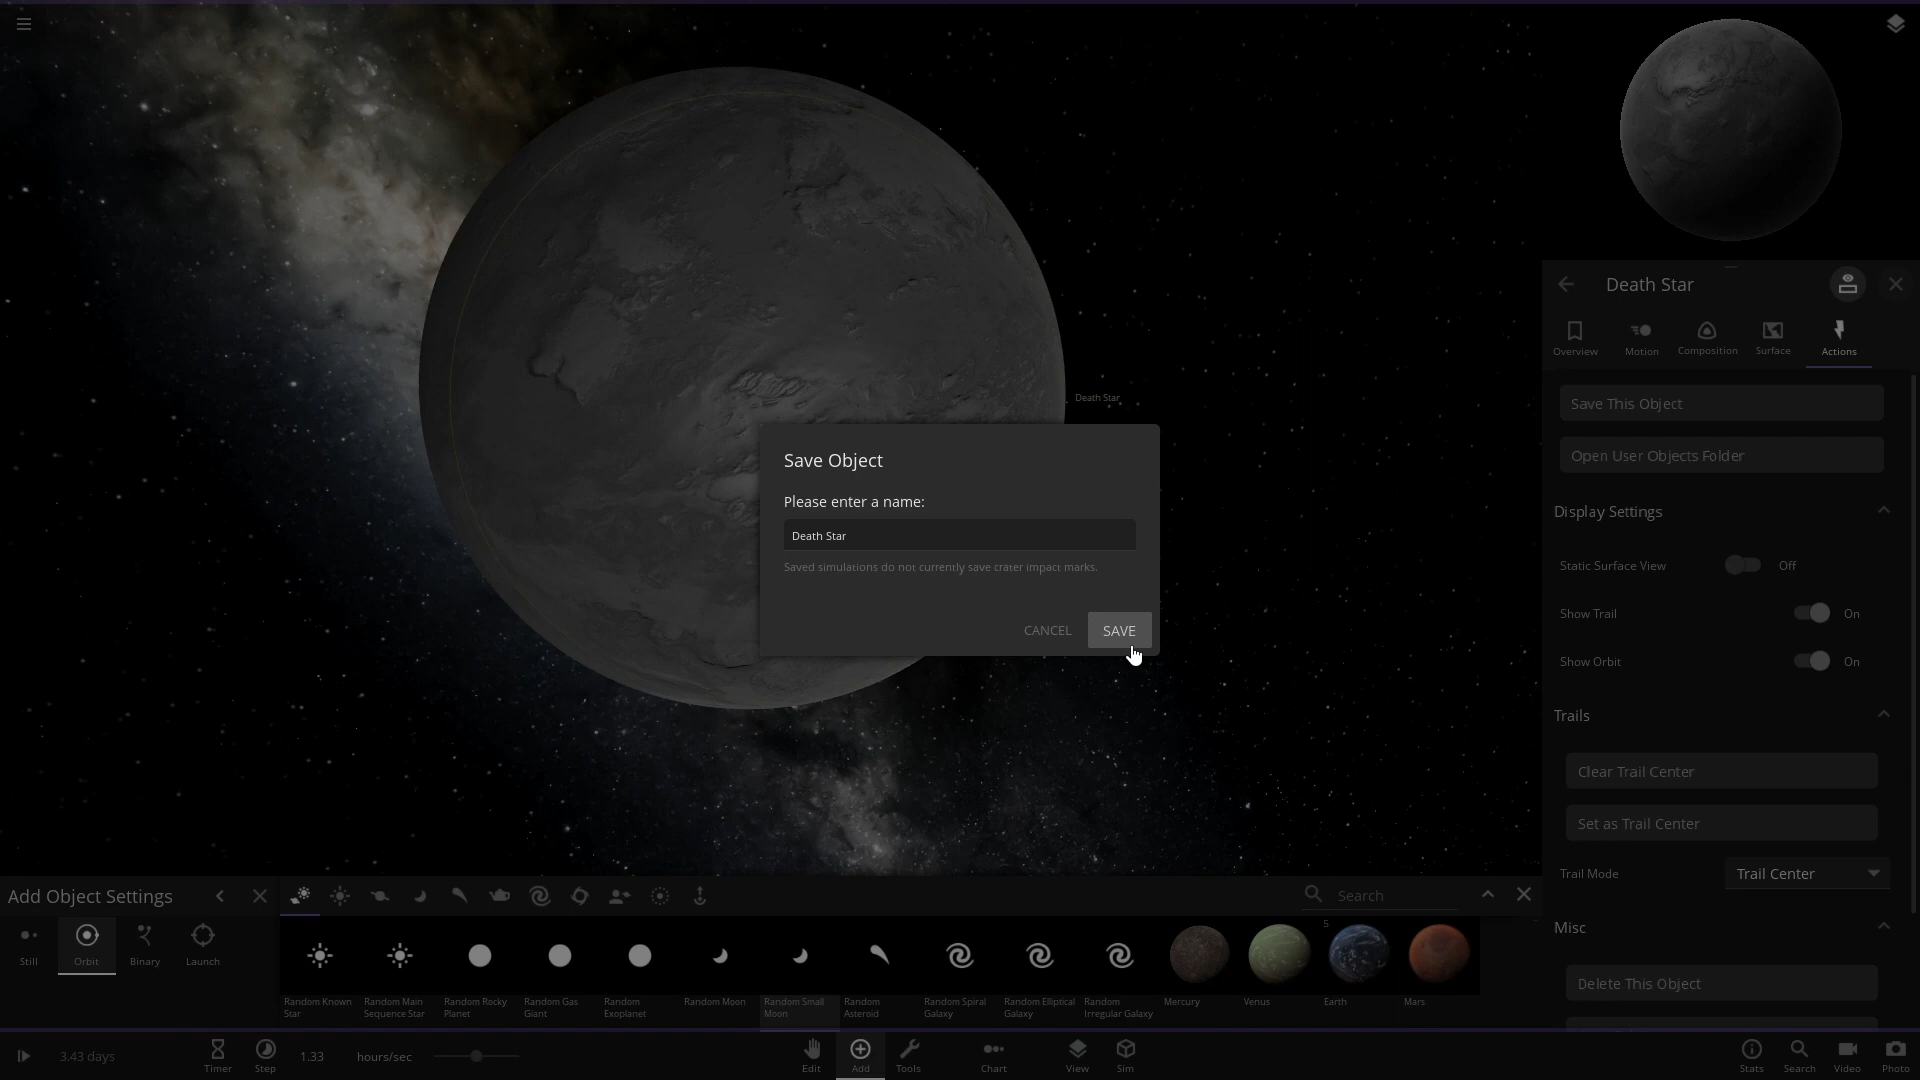 Death Star
Overview
Motion
Composition
Surface
Actions
Save This Object
Open User Objects Folder
Display Settings
Static Surface View
Off
Show Trail
On
Show Orbit
On
Trails
Clear Trail Center
Set as Trail Center
Trail Mode
Trail Center
Misc
Delete This Object
Death Star
Save Object
Please enter a name:
Death Star
Saved simulations do not currently save crater impact marks.
CANCEL
SAVE
Add Object Settings
Still
Orbit
Binary
Launch
Search
5
Random Known
Star
Random Main
Sequence Star
Random Rocky
Planet
Random Gas
Giant
Random
Exoplanet
Random Moon
Random Small
Moon
Random
Asteroid
Random Spiral
Galaxy
Random Elliptical
Galaxy
Random
Irregular Galaxy
Mercury
Venus
Earth
Mars
3.43 days
Timer
Step
1.33
hours/sec
Edit
Add
Tools
Chart
View
Sim
Stats
Search
Video
Photo